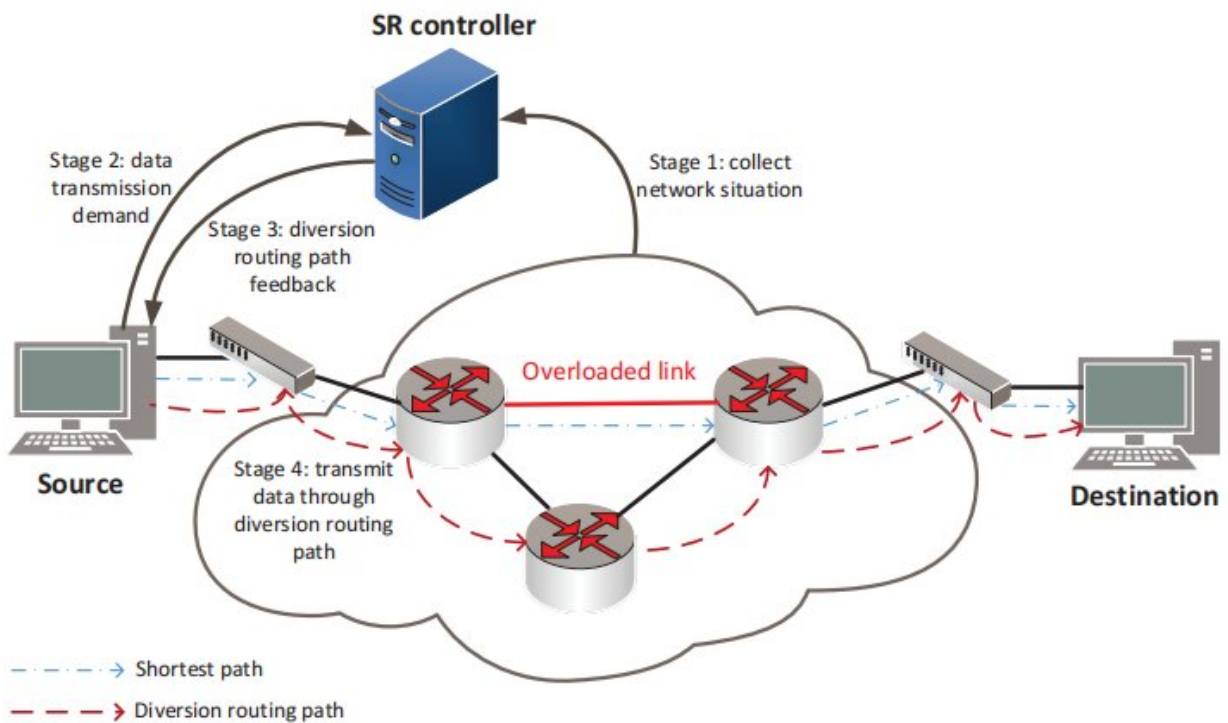 SR controller
Stage 2: data
transmission
demand
Stage 1: collect
network situation
Stage 3: diversion
routing path
feedback
Overloaded link
Source
Stage 4: transmit
data through
diversion routing
path
Destination
Shortest path
Diversion routing path